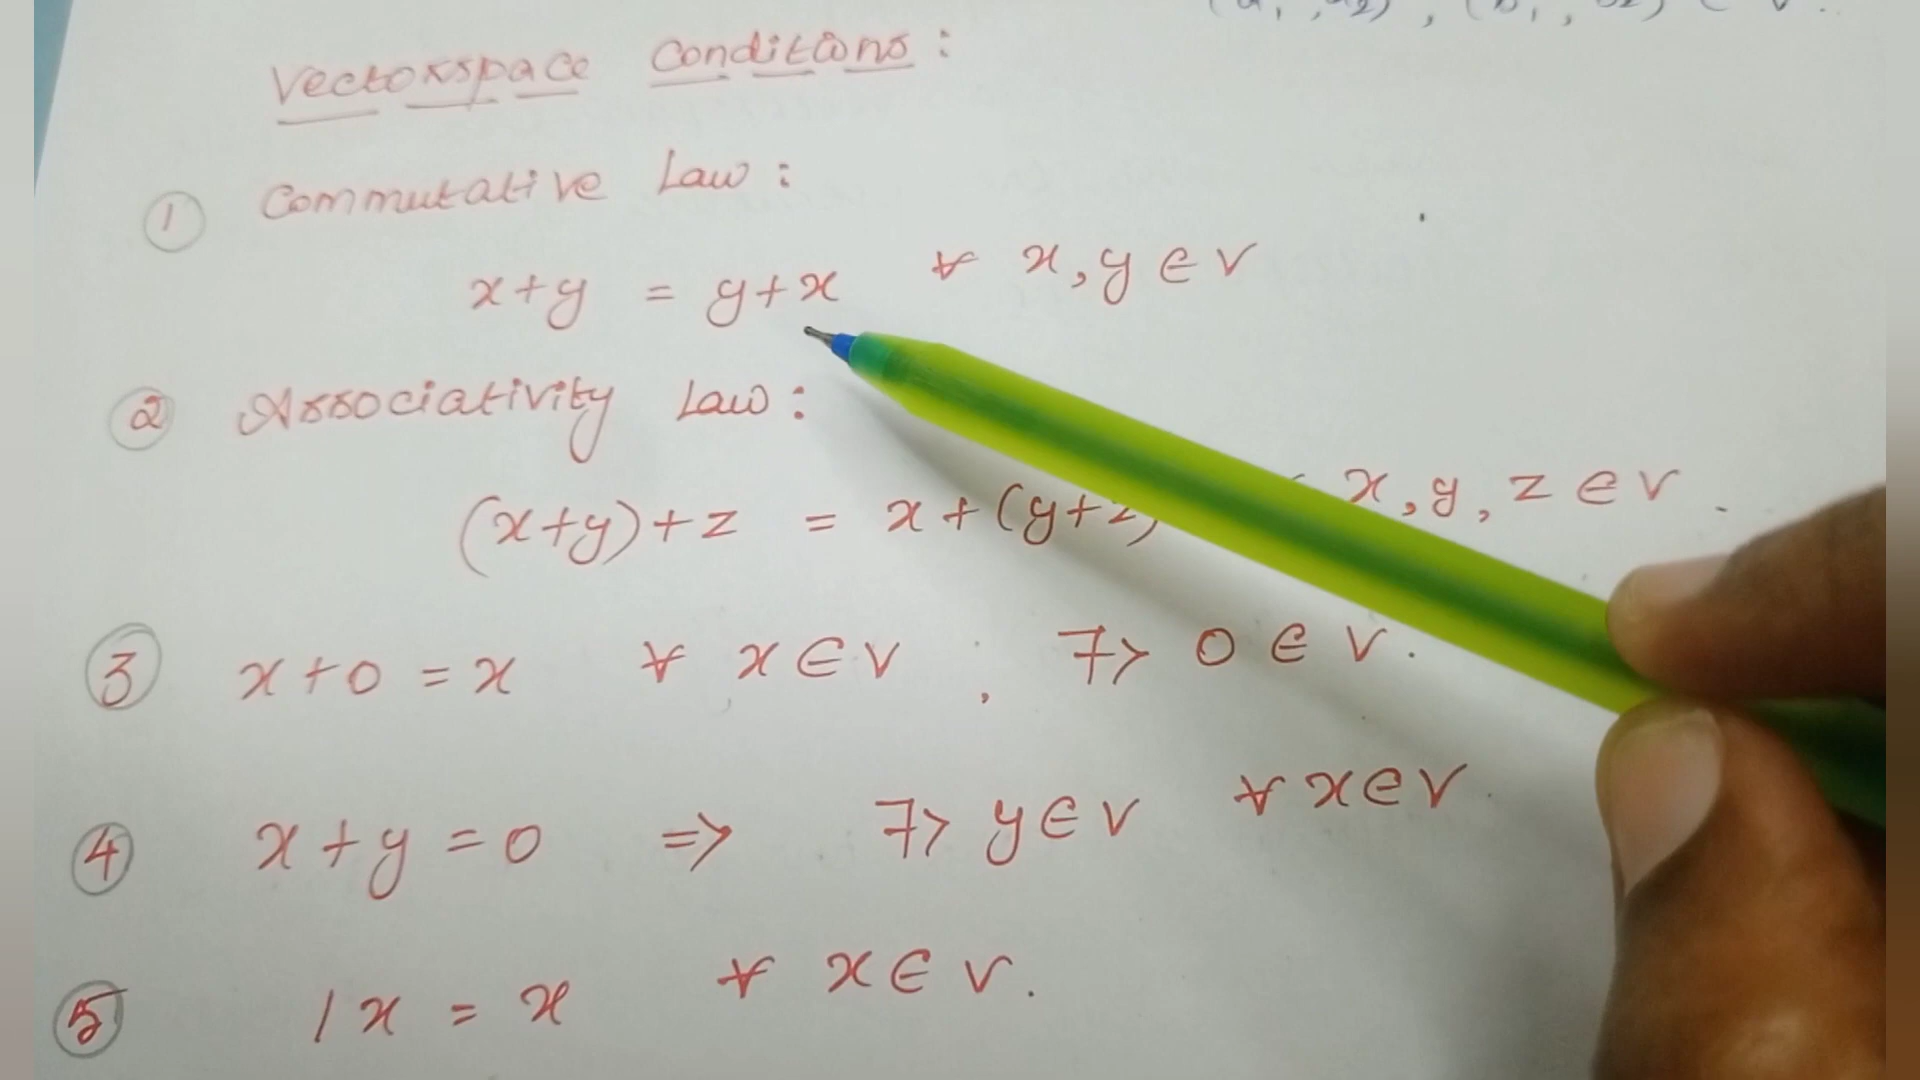 Vectorspace Conditions:
① Commutative Law:
x+y = y+x ∀ x,y ∈ V
② Associativity Law:
(x+y)+z = x+(y+z) x,y,z ∈ V.
③ x+0 = x ∀ x ∈ V, ∃> 0 ∈ V.
④ x+y = 0 => ∃> y ∈ V ∀ x ∈ V
⑤ 1x = x ∀ x ∈ V.